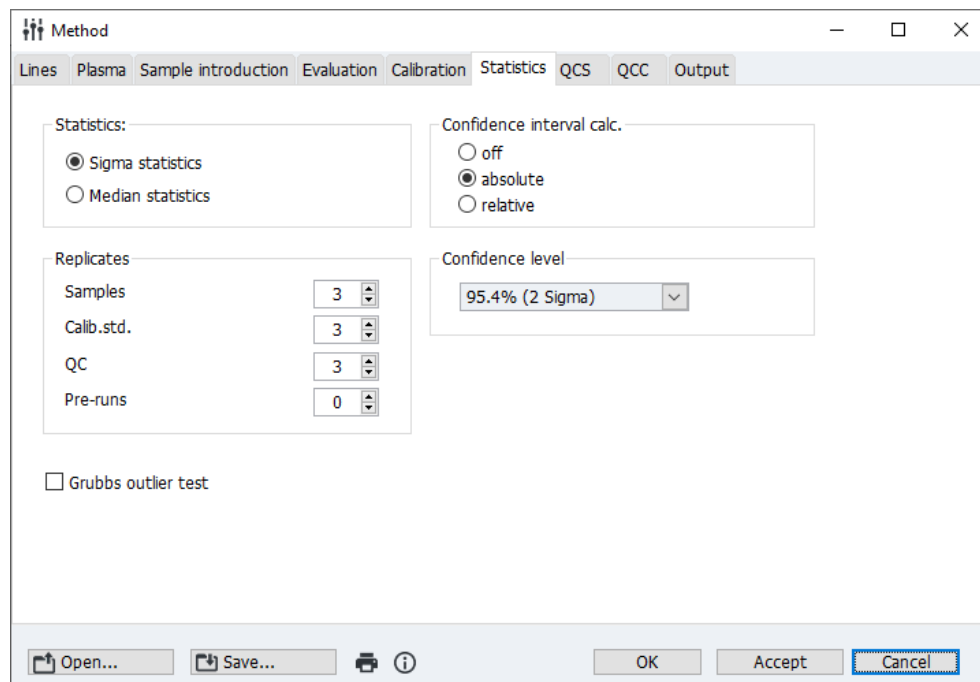 Method
Lines Plasma Sample introduction Evaluation Calibration Statistics QCS QCC Output
Statistics:
Sigma statistics
Median statistics
Confidence interval calc.
off
absolute
relative
Replicates
Samples 3
Calib.std. 3
QC 3
Pre-runs 0
Confidence level
95.4% (2 Sigma)
Grubbs outlier test
Open... Save... OK Accept Cancel